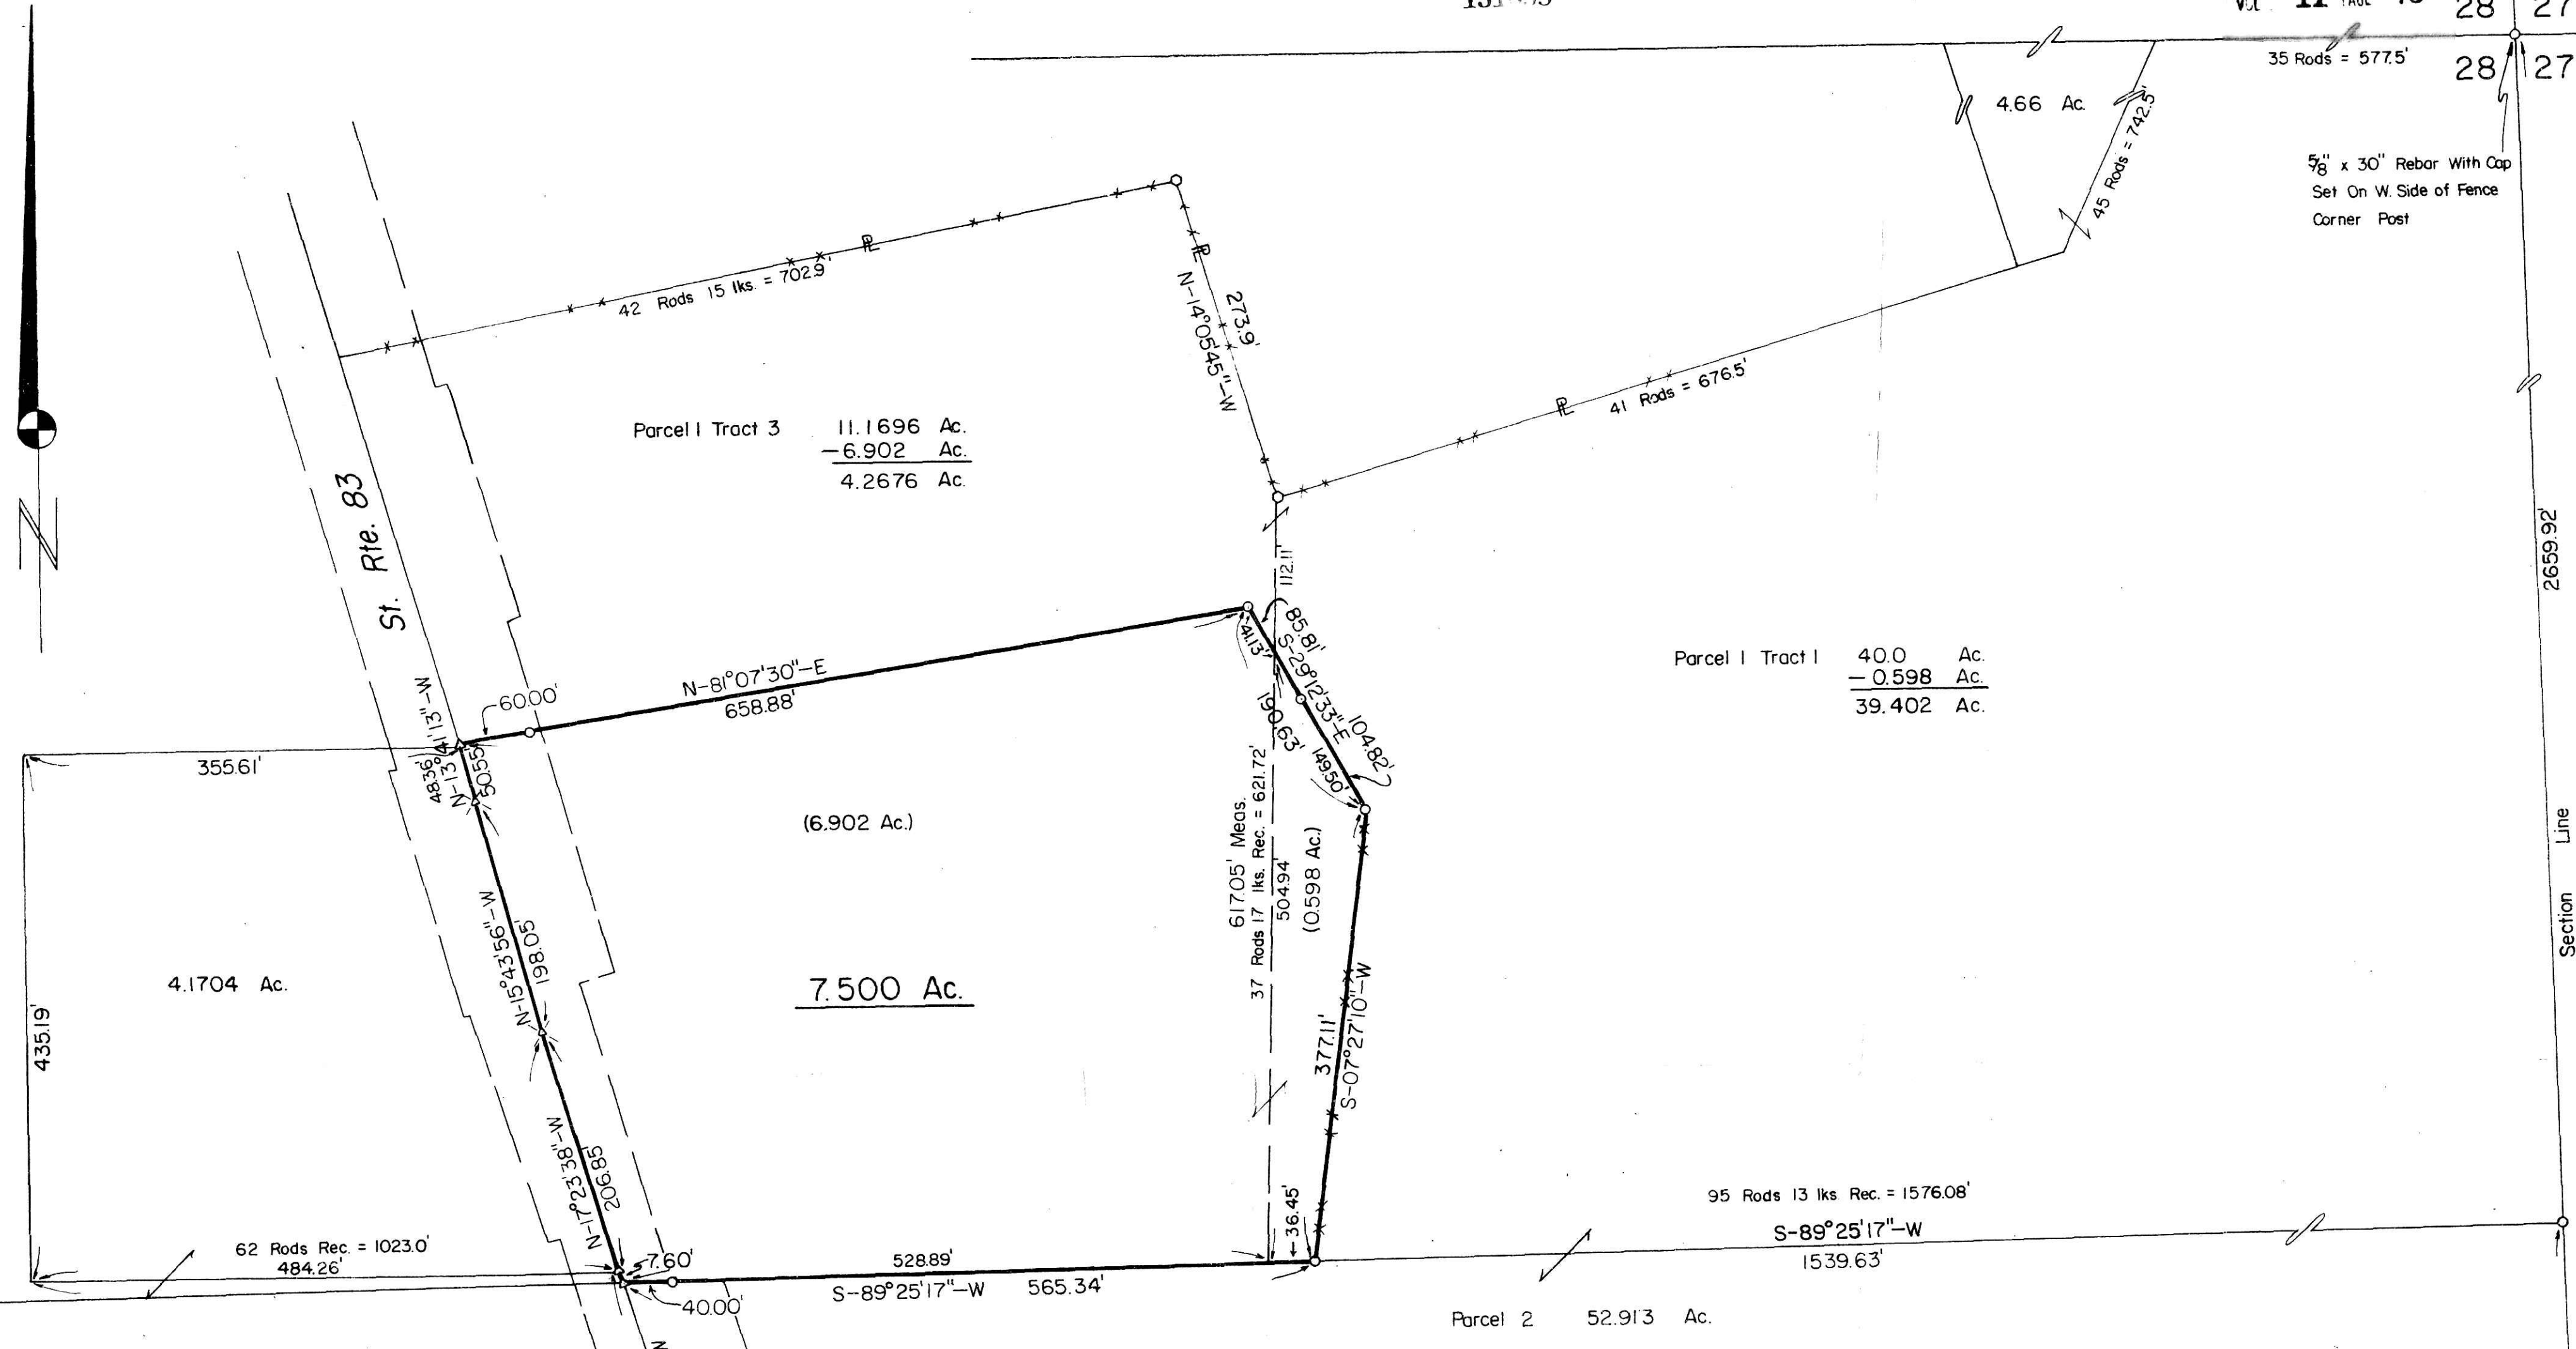 28 27
35 Rods = 577.5'
28 27
4.66 Ac.
45 Rods = 742.5'
5/8" x 30" Rebar With Cap
Set On W. Side of Fence
Corner Post
42 Rods 15 lks. = 702.9'
N-14°05'45"-W
273.9'
41 Rods = 676.5'
Parcel 1 Tract 3 11.1696 Ac.
-6.902 Ac.
4.2676 Ac.
St. Rte. 83
N
112.11'
2659.92'
Section Line
Parcel 1 Tract 1 40.0 Ac.
-0.598 Ac.
39.402 Ac.
N-81°07'30"-E
658.88'
60.00'
41.13'
85.81'
S-29°12'33"-E
190.63'
149.50'
104.82'
355.61'
48.36'
N-13°41'13"-W
50.55'
(6.902 Ac.)
617.05' Meas.
37 Rods 17 lks. Rec. = 621.72'
504.94'
(0.598 Ac.)
N-15°43'56"-W
198.05'
4.1704 Ac.
7.500 Ac.
435.19'
377.11'
S-07°27'10"-W
N-17°23'38"-W
206.85'
36.45'
95 Rods 13 lks Rec. = 1576.08'
S-89°25'17"-W
1539.63'
62 Rods Rec. = 1023.0'
484.26'
7.60'
528.89'
S-89°25'17"-W 565.34'
40.00'
Parcel 2 52.913 Ac.
N